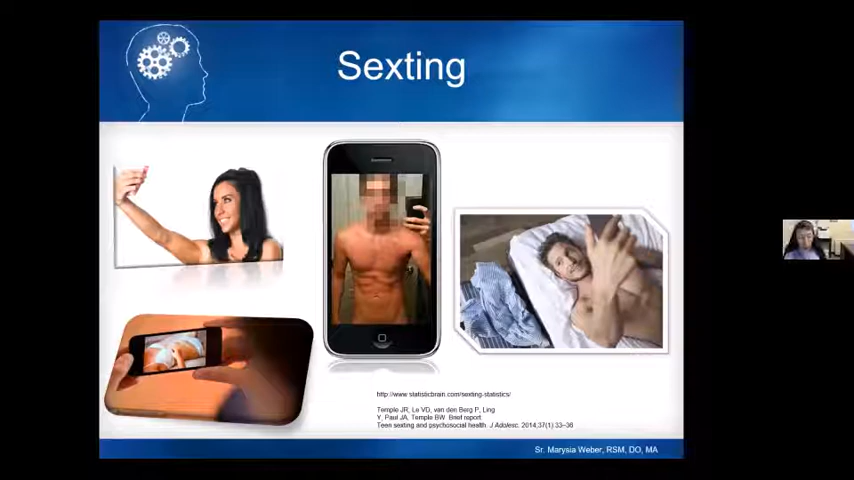 Sexting
http://www.statisticbrain.com/sexting-statistics/
Temple JR, Le VD, van den Berg P, Ling
Y, Paul JA, Temple BW. Brief report:
Teen sexting and psychosocial health. J Adolesc. 2014;37(1):33–36
Sr. Marysia Weber, RSM, DO, MA